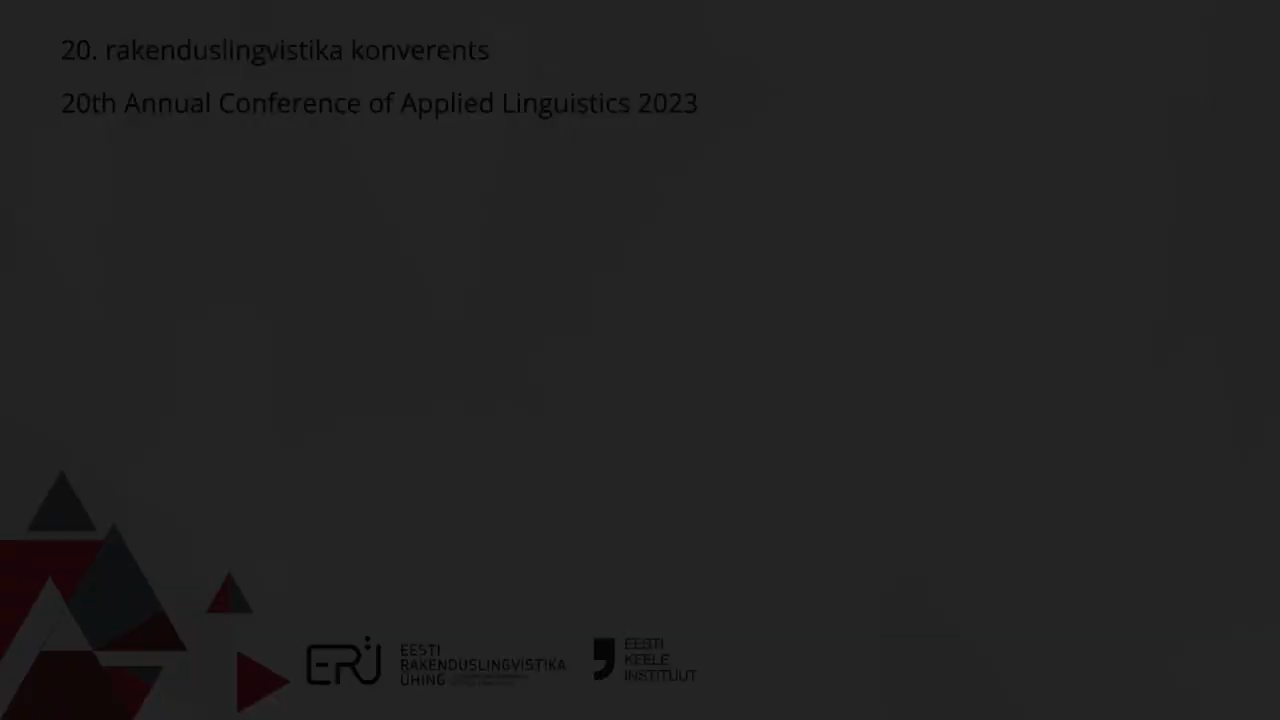 20. rakenduslingvistika konverents
20th Annual Conference of Applied Linguistics 2023
ERÜ
EESTI
RAKENDUSLINGVISTIKA
ÜHING
EESTI
KEELE
INSTITUUT